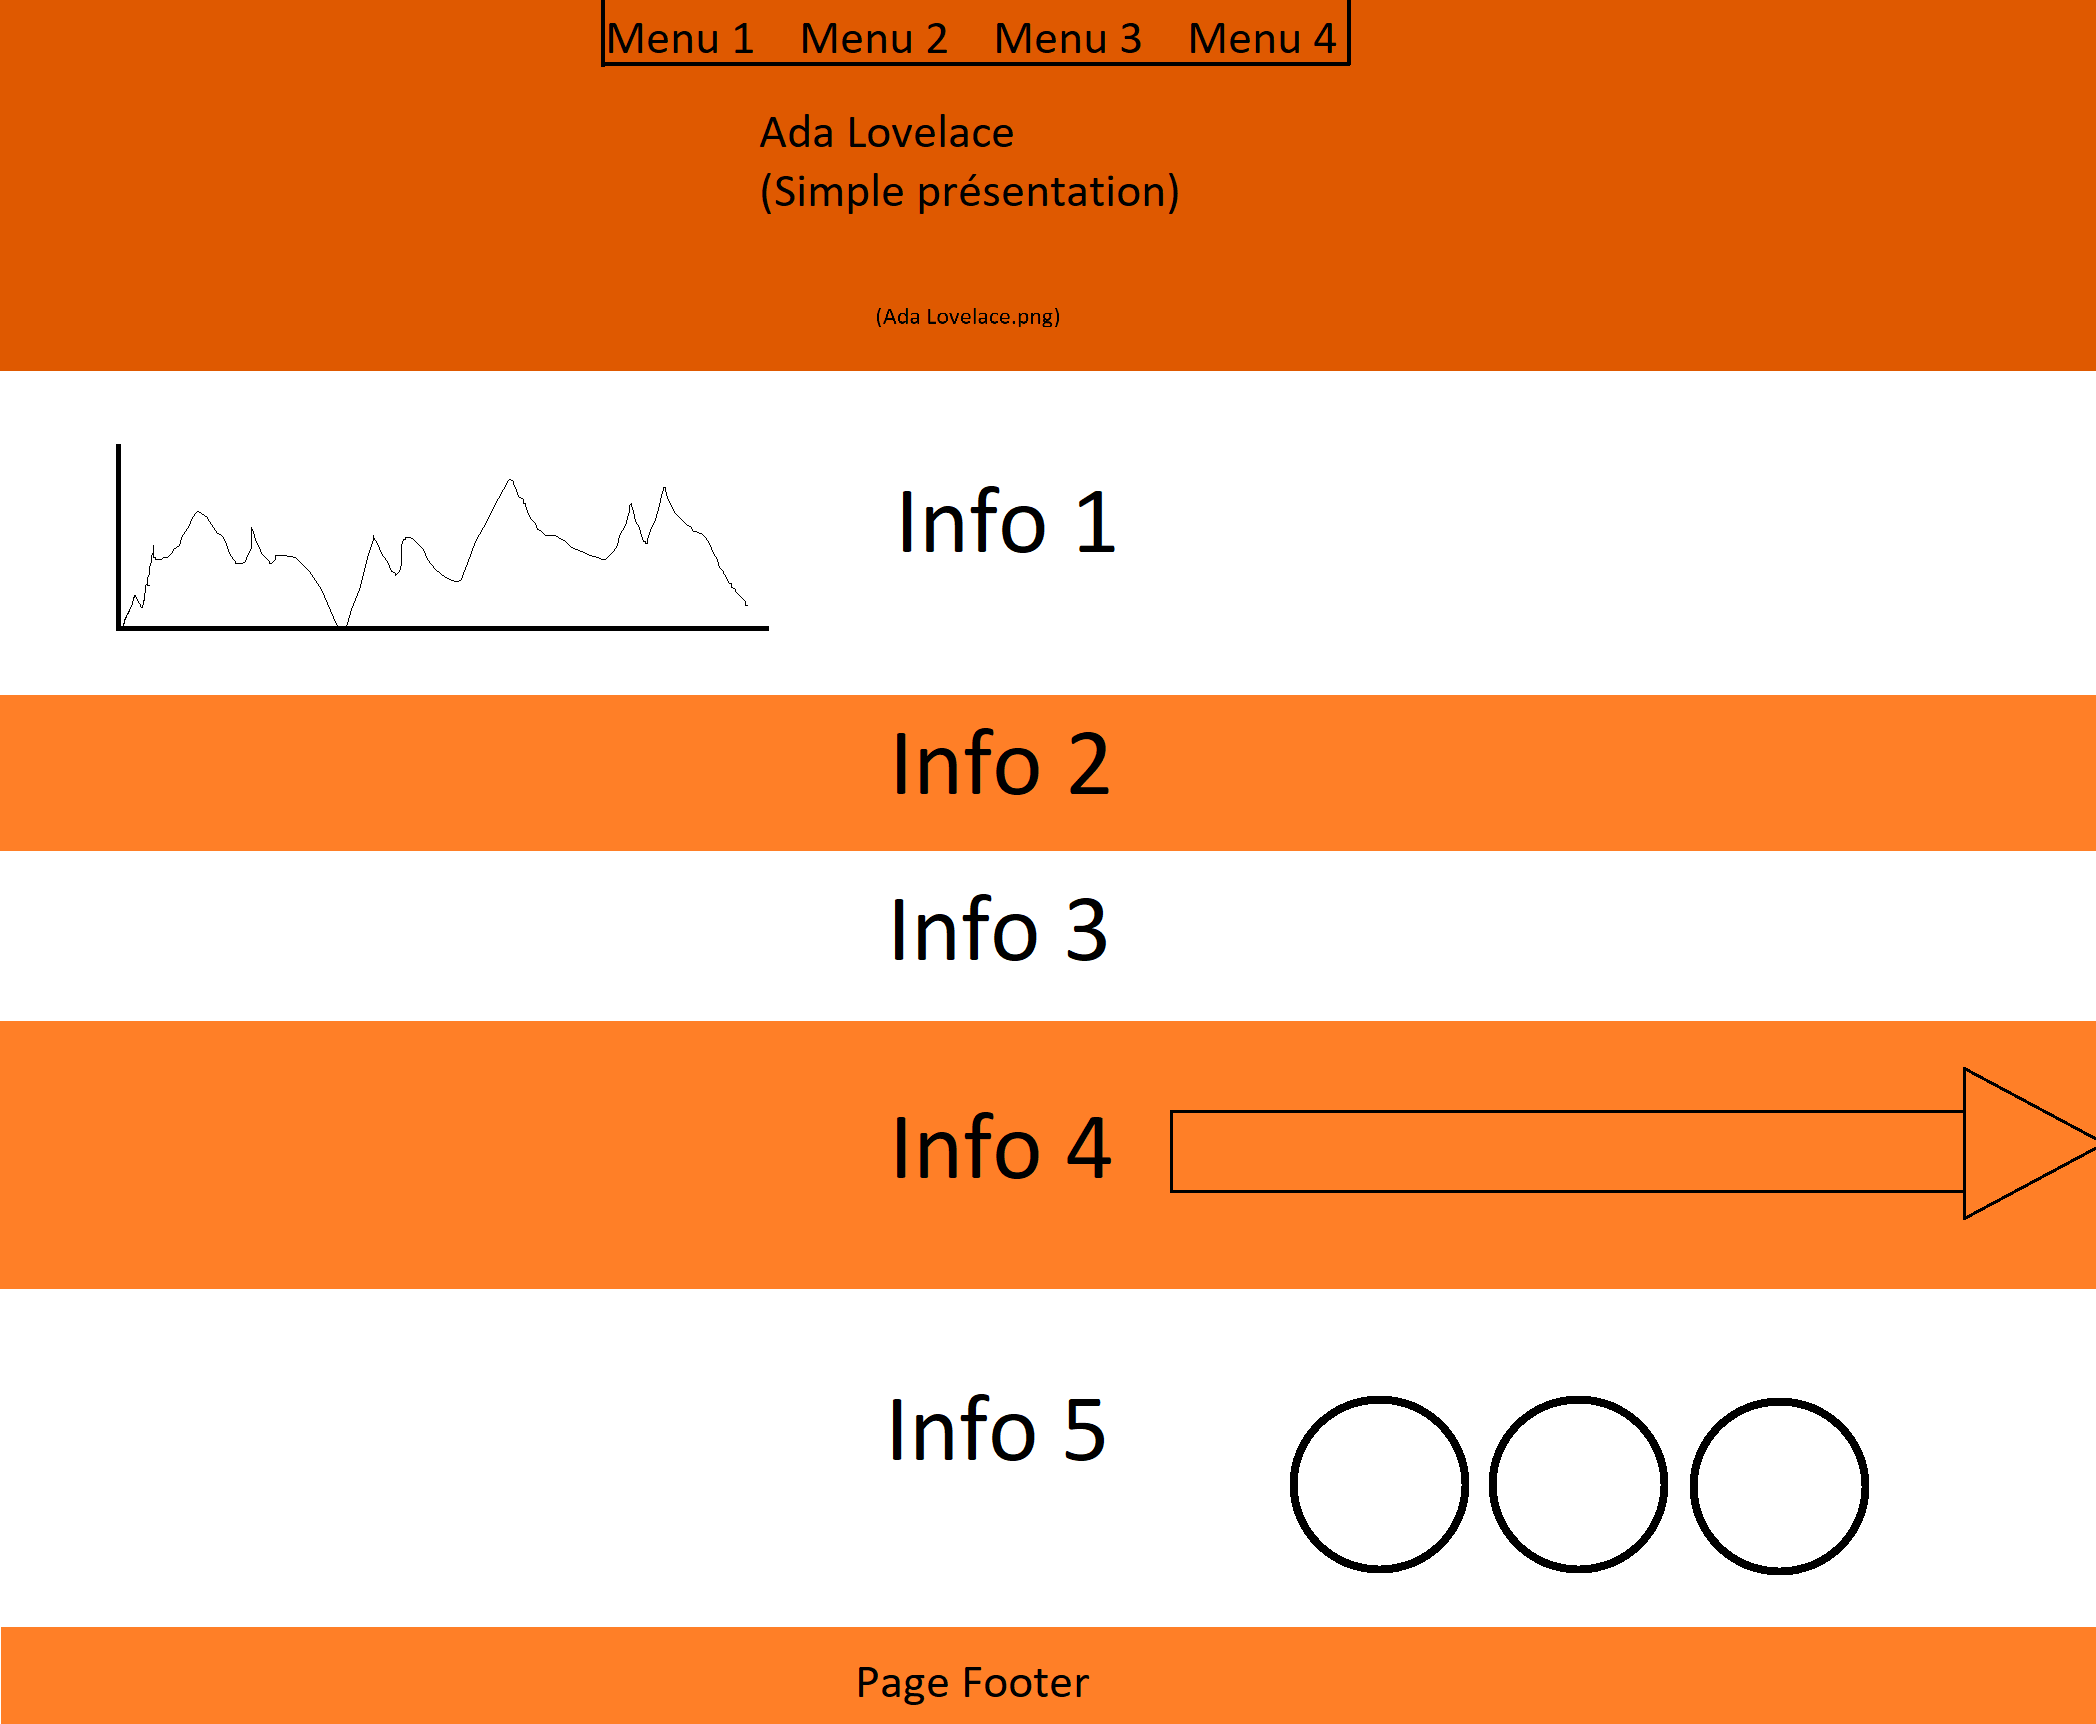 Menu 1 Menu 2 Menu 3 Menu 4
Ada Lovelace
(Simple présentation)
(Ada Lovelace.png)
Info 1
Info 2
Info 3
Info 4
Info 5
Page Footer